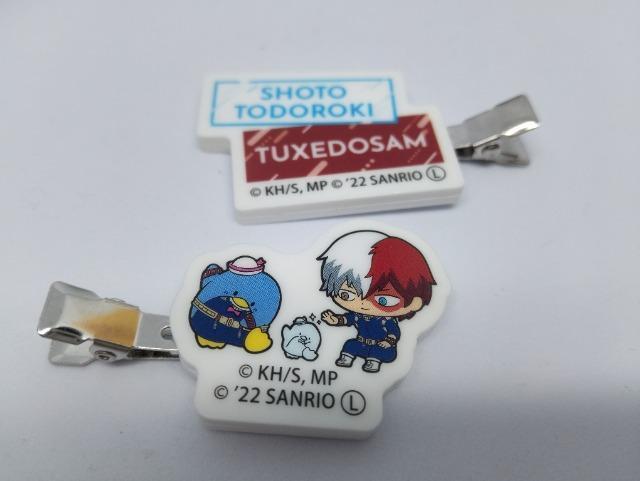 SHOTO
TODOROKI
TUXEDOSAM
© KH/S, MP © '22 SANRIO Ⓛ
© KH/S, MP
© '22 SANRIO Ⓛ